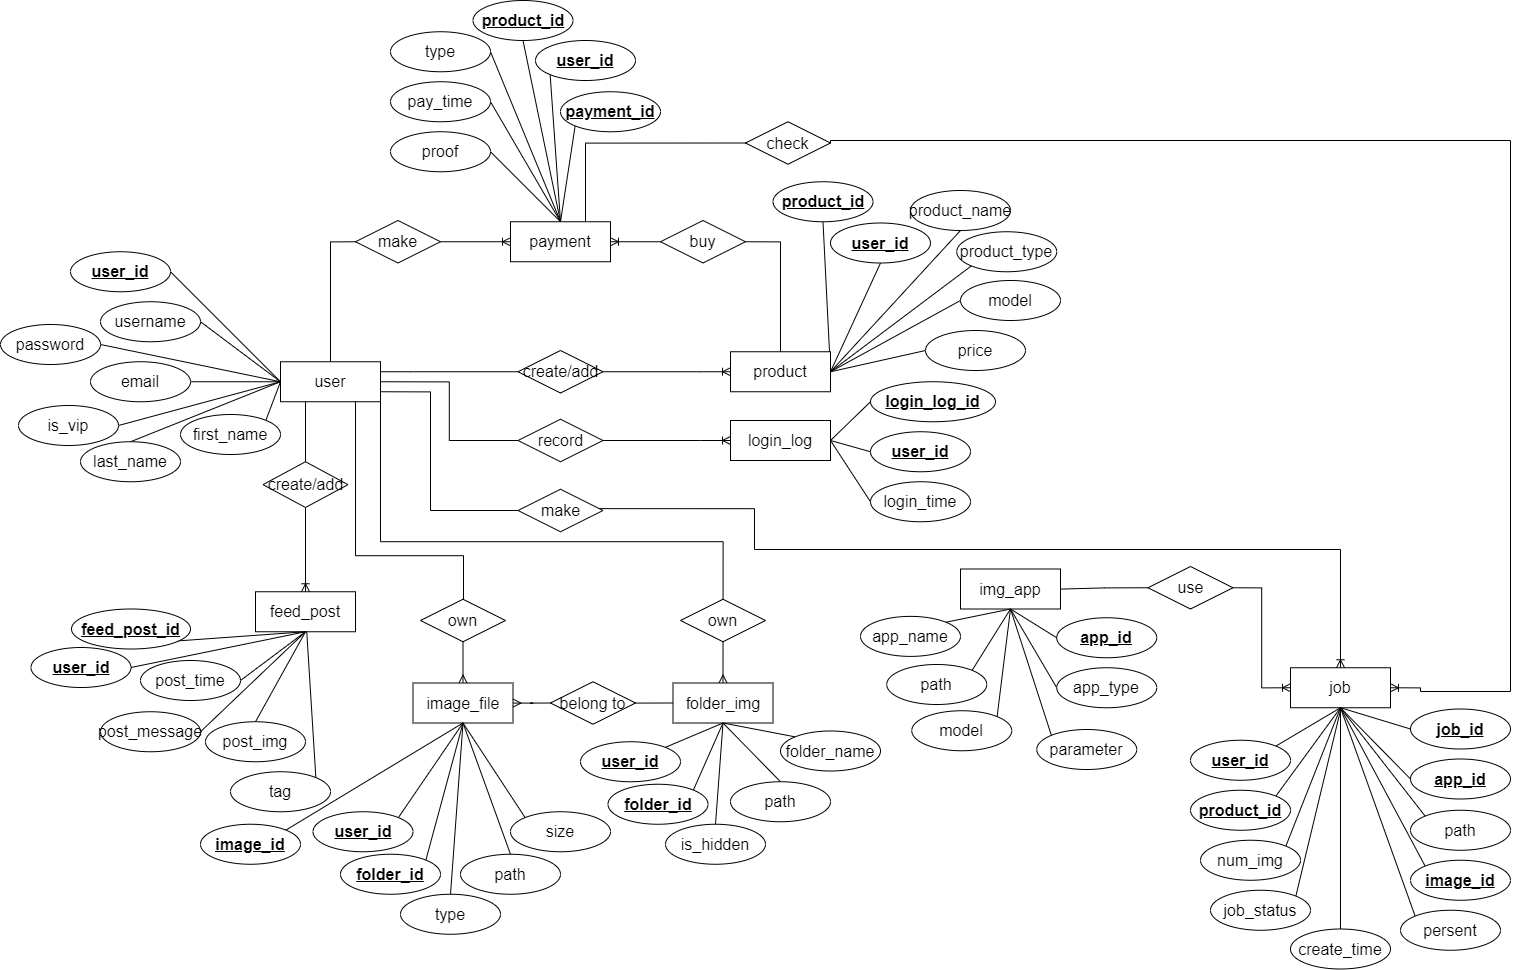 product_id
type
user_id
pay_time
payment_id
proof
check
product_id
product_name
make
payment
buy
user_id
product_type
user_id
model
username
password
price
email
user
create/add
product
is_vip
first_name
last_name
login_log_id
record
login_log
user_id
create/add
login_time
make
feed_post
own
own
img_app
use
feed_post_id
user_id
post_time
post_message
post_img
tag
image_file
belong to
folder_img
app_name
app_id
path
app_type
model
parameter
job
user_id
folder_name
folder_id
path
is_hidden
image_id
user_id
size
folder_id
path
type
job_id
user_id
app_id
product_id
path
num_img
image_id
job_status
persent
create_time